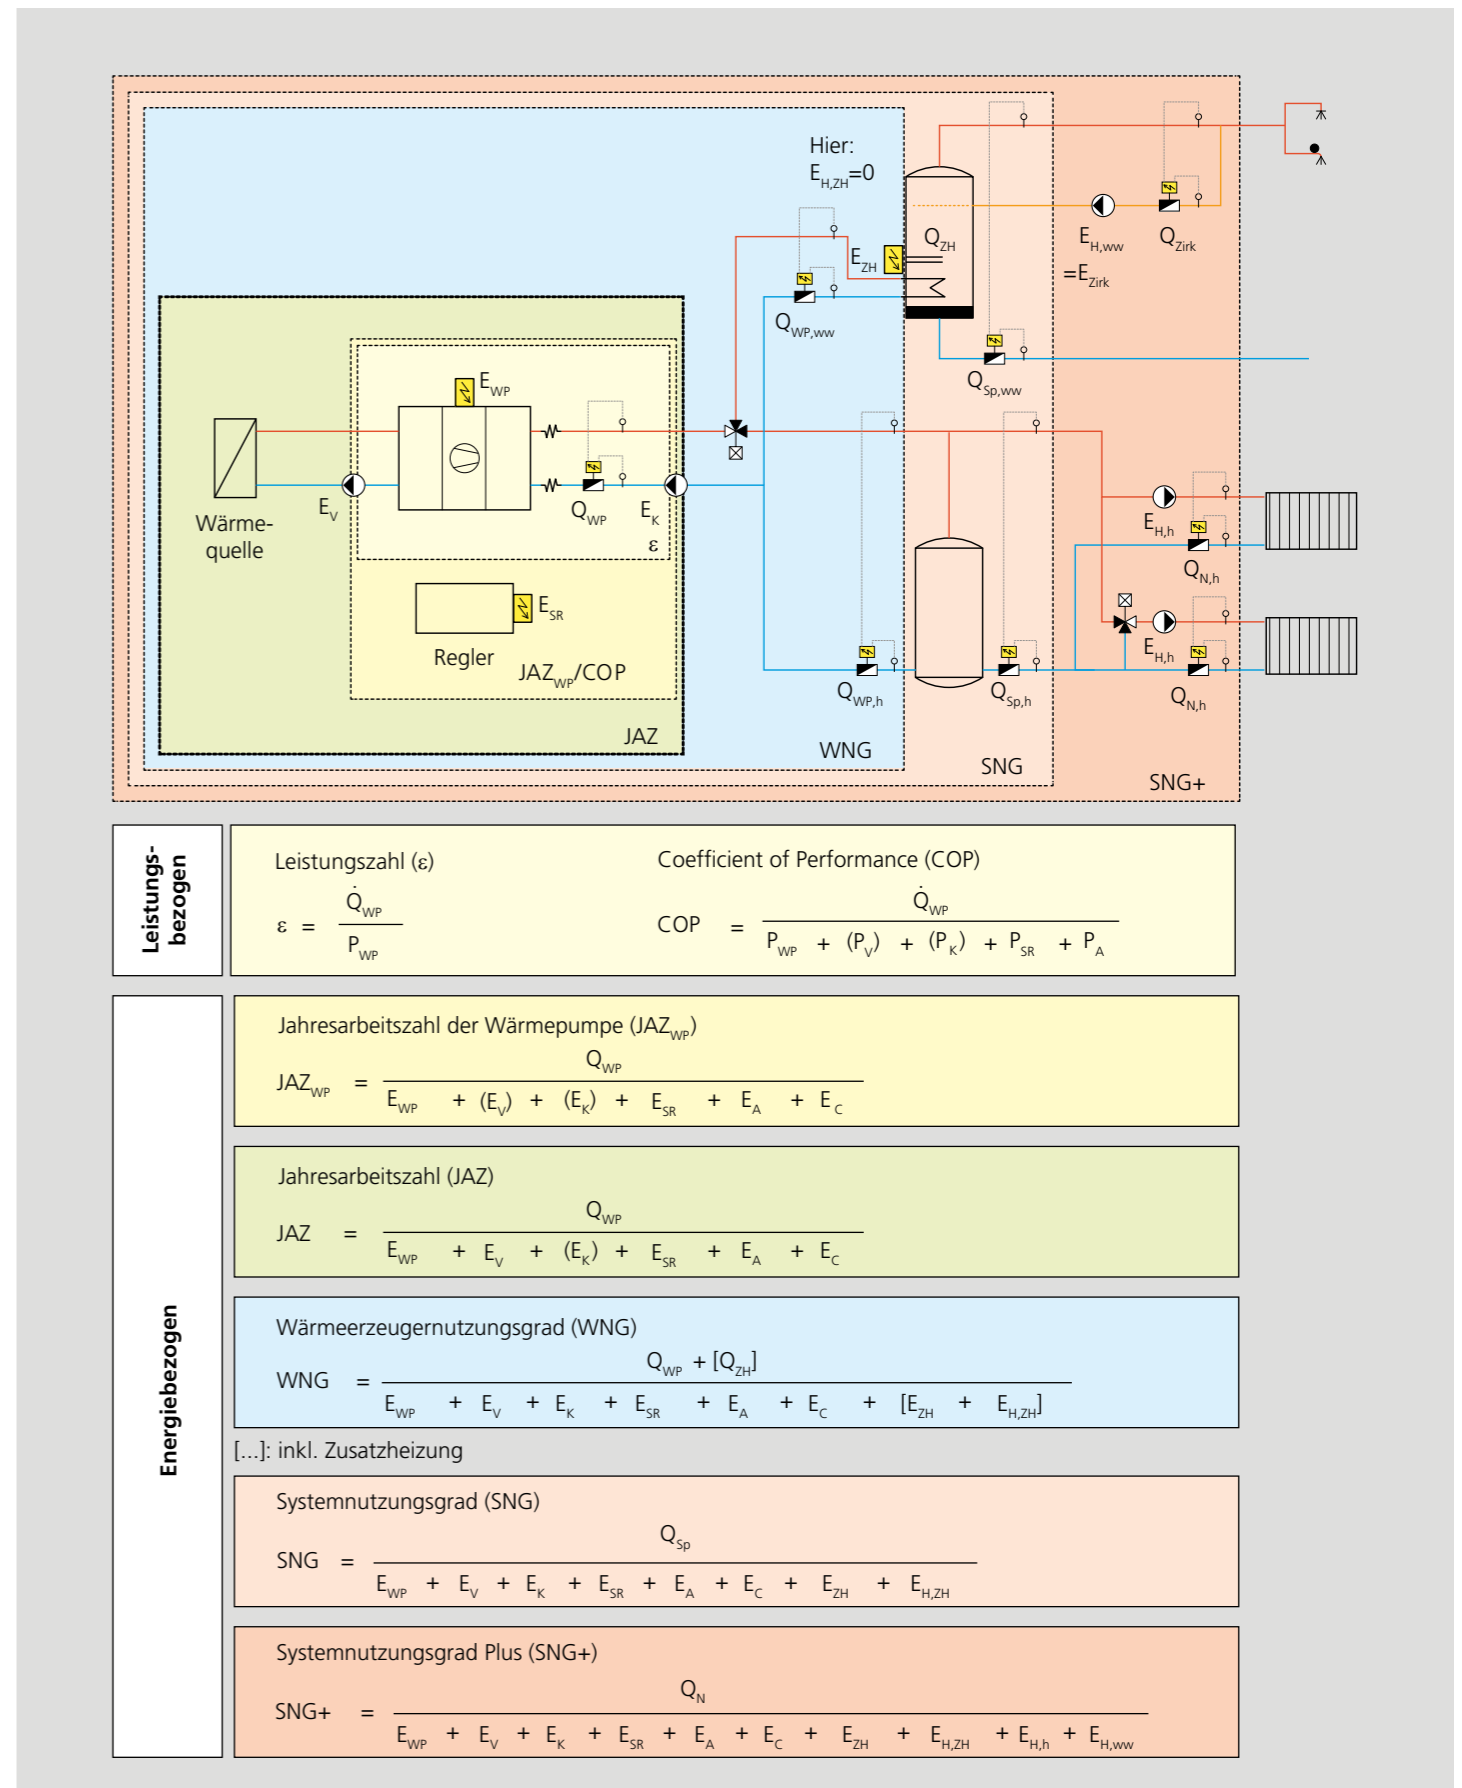 Hier:
E_H,ZH=0
E_ZH
Q_ZH
E_H,ww
=E_Zirk
Q_Zirk
Q_WP,ww
Q_Sp,ww
E_WP
E_V
Q_WP
E_K
ε
Wärme-
quelle
E_SR
Regler
JAZ_WP/COP
JAZ
WNG
SNG
SNG+
E_H,h
Q_N,h
E_H,h
Q_N,h
Q_WP,h
Q_Sp,h
Leistungs-
bezogen
Leistungszahl (ε)
ε = Q̇_WP / P_WP
Coefficient of Performance (COP)
COP = Q̇_WP / P_WP + (P_V) + (P_K) + P_SR + P_A
Energiebezogen
Jahresarbeitszahl der Wärmepumpe (JAZ_WP)
Q_WP
JAZ_WP =
E_WP + (E_V) + (E_K) + E_SR + E_A + E_C
Jahresarbeitszahl (JAZ)
Q_WP
JAZ =
E_WP + E_V + (E_K) + E_SR + E_A + E_C
Wärmeerzeugernutzungsgrad (WNG)
Q_WP + [Q_ZH]
WNG =
E_WP + E_V + E_K + E_SR + E_A + E_C + [E_ZH + E_H,ZH]
[...]: inkl. Zusatzheizung
Systemnutzungsgrad (SNG)
Q_Sp
SNG =
E_WP + E_V + E_K + E_SR + E_A + E_C + E_ZH + E_H,ZH
Systemnutzungsgrad Plus (SNG+)
Q_N
SNG+ =
E_WP + E_V + E_K + E_SR + E_A + E_C + E_ZH + E_H,ZH + E_H,h + E_H,ww